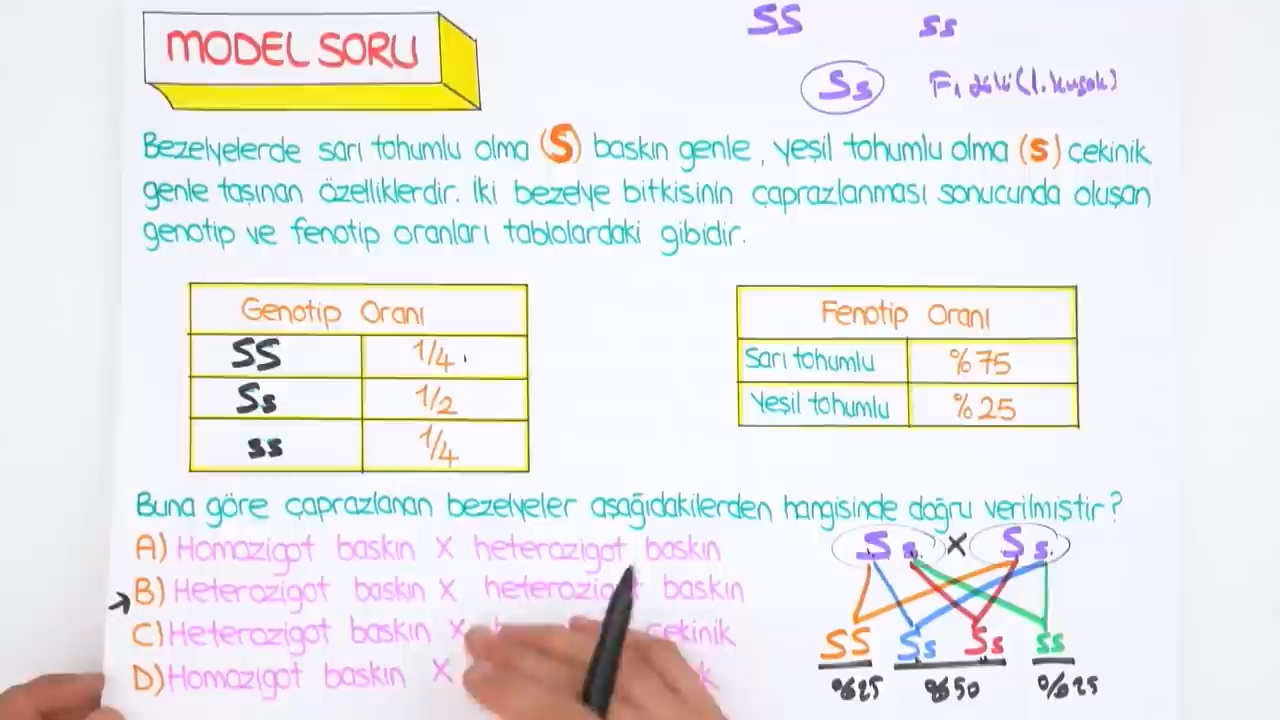 MODEL SORU
SS ss
Ss F₁ dölü (1. kuşak)
Bezelyelerde sarı tohumlu olma (S) baskın genle, yeşil tohumlu olma (s) çekinik
genle taşınan özelliklerdir. İki bezelye bitkisinin çaprazlanması sonucunda oluşan
genotip ve fenotip oranları tablolardaki gibidir.
Genotip Oranı
SS 1/4
Ss 1/2
ss 1/4
Fenotip Oranı
Sarı tohumlu %75
Yeşil tohumlu %25
Buna göre çaprazlanan bezelyeler aşağıdakilerden hangisinde doğru verilmiştir?
A) Homozigot baskın X heterozigot baskın
B) Heterozigot baskın X heterozigot baskın
C) Heterozigot baskın X çekinik
D) Homozigot baskın X
Ss x Ss
SS Ss Ss ss
%25 %50 %25